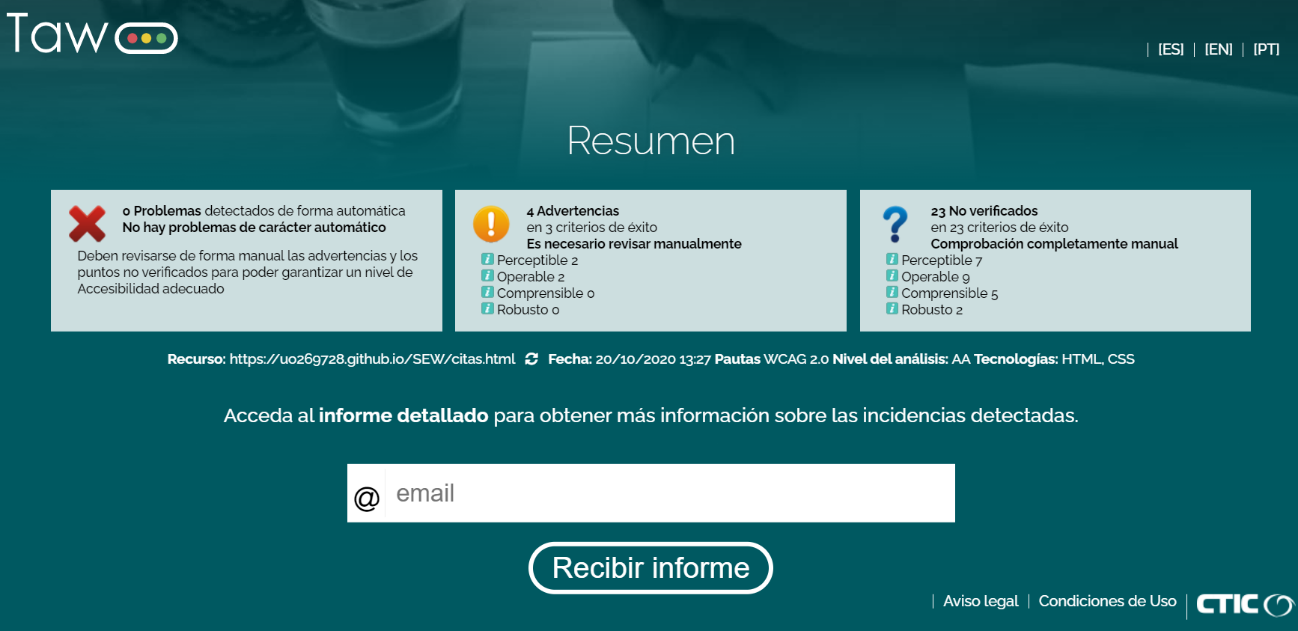 Taw
| [ES] | [EN] | [PT]
Resumen
0 Problemas detectados de forma automática
No hay problemas de carácter automático
Deben revisarse de forma manual las advertencias y los
puntos no verificados para poder garantizar un nivel de
Accesibilidad adecuado
4 Advertencias
en 3 criterios de éxito
Es necesario revisar manualmente
Perceptible 2
Operable 2
Comprensible 0
Robusto 0
23 No verificados
en 23 criterios de éxito
Comprobación completamente manual
Perceptible 7
Operable 9
Comprensible 5
Robusto 2
Recurso: https://uo269728.github.io/SEW/citas.html Fecha: 20/10/2020 13:27 Pautas WCAG 2.0 Nivel del análisis: AA Tecnologías: HTML, CSS
Acceda al informe detallado para obtener más información sobre las incidencias detectadas.
@ email
Recibir informe
| Aviso legal | Condiciones de Uso | CTIC